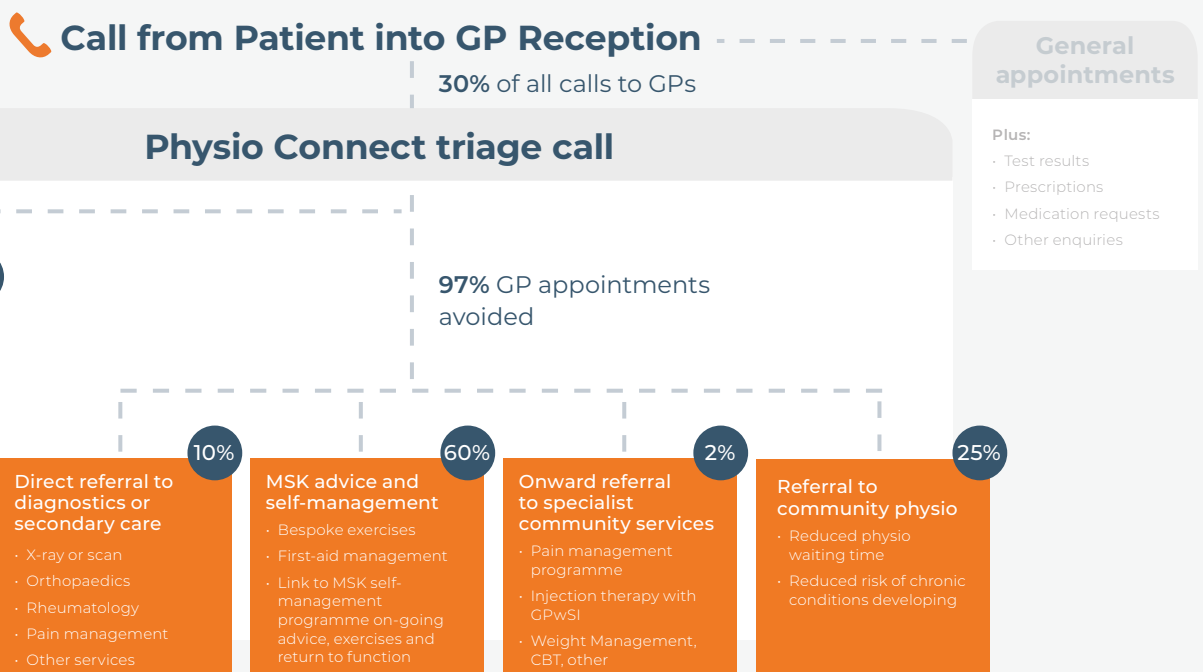 Call from Patient into GP Reception
30% of all calls to GPs
General
appointments
Plus:
· Test results
· Prescriptions
· Medication requests
· Other enquiries
Physio Connect triage call
97% GP appointments
avoided
10%
Direct referral to
diagnostics or
secondary care
· X-ray or scan
· Orthopaedics
· Rheumatology
· Pain management
· Other services
60%
MSK advice and
self-management
· Bespoke exercises
· First-aid management
· Link to MSK self-
management
programme on-going
advice, exercises and
return to function
2%
Onward referral
to specialist
community services
· Pain management
programme
· Injection therapy with
GPwSI
· Weight Management,
CBT, other
25%
Referral to
community physio
· Reduced physio
waiting time
· Reduced risk of chronic
conditions developing